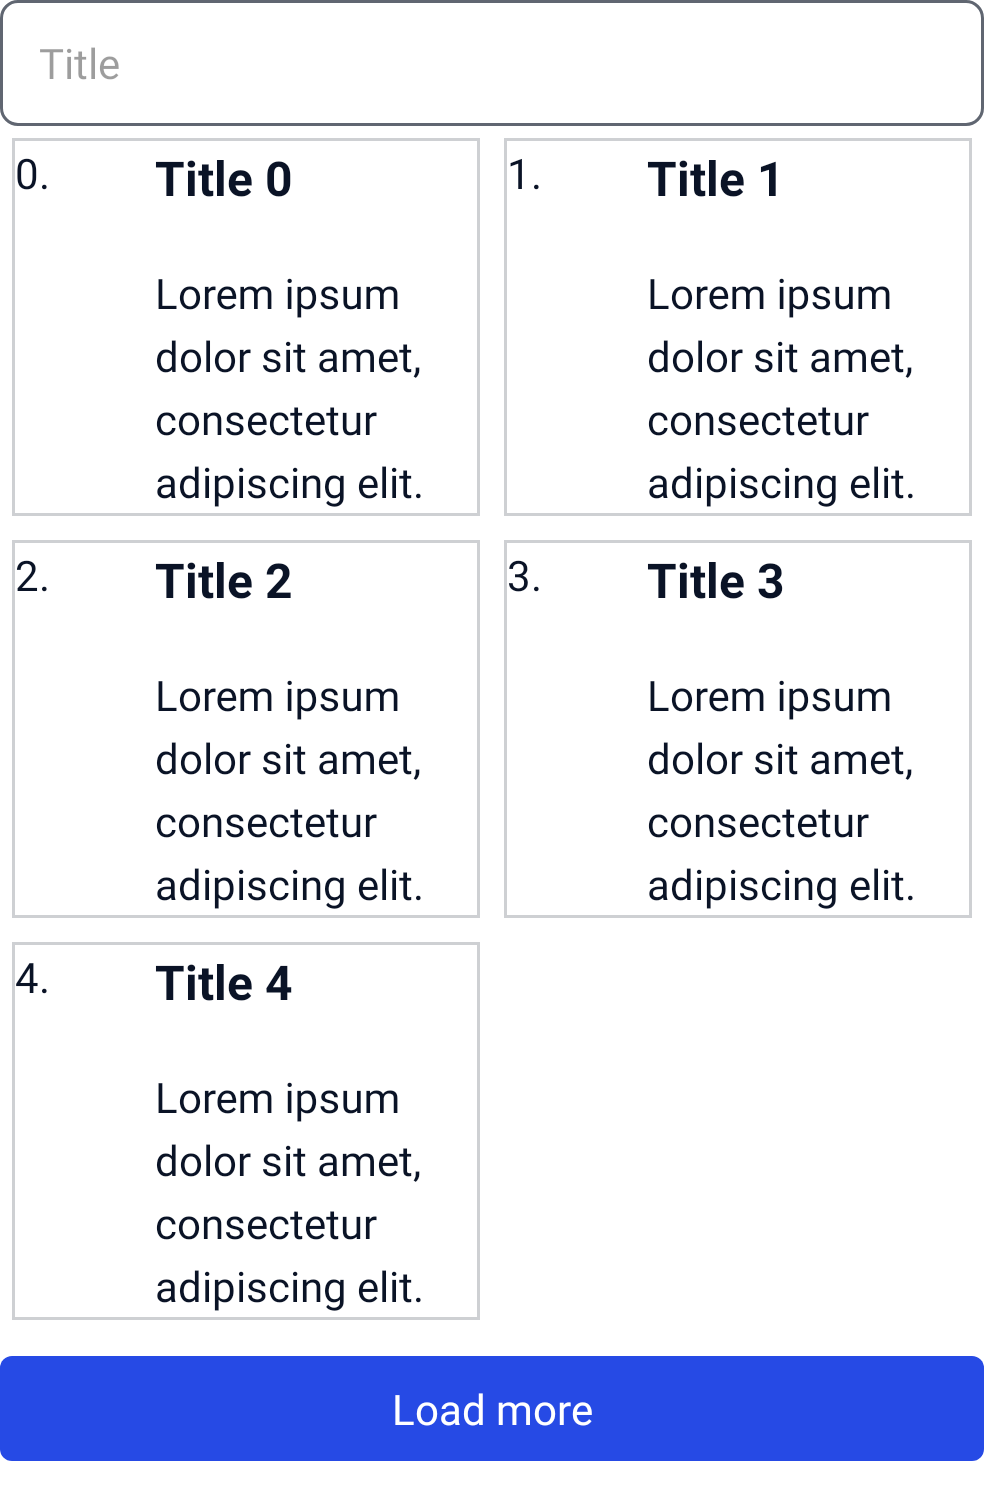 Title
0.
Title 0
Lorem ipsum
dolor sit amet,
consectetur
adipiscing elit.
1.
Title 1
Lorem ipsum
dolor sit amet,
consectetur
adipiscing elit.
2.
Title 2
Lorem ipsum
dolor sit amet,
consectetur
adipiscing elit.
3.
Title 3
Lorem ipsum
dolor sit amet,
consectetur
adipiscing elit.
4.
Title 4
Lorem ipsum
dolor sit amet,
consectetur
adipiscing elit.
Load more